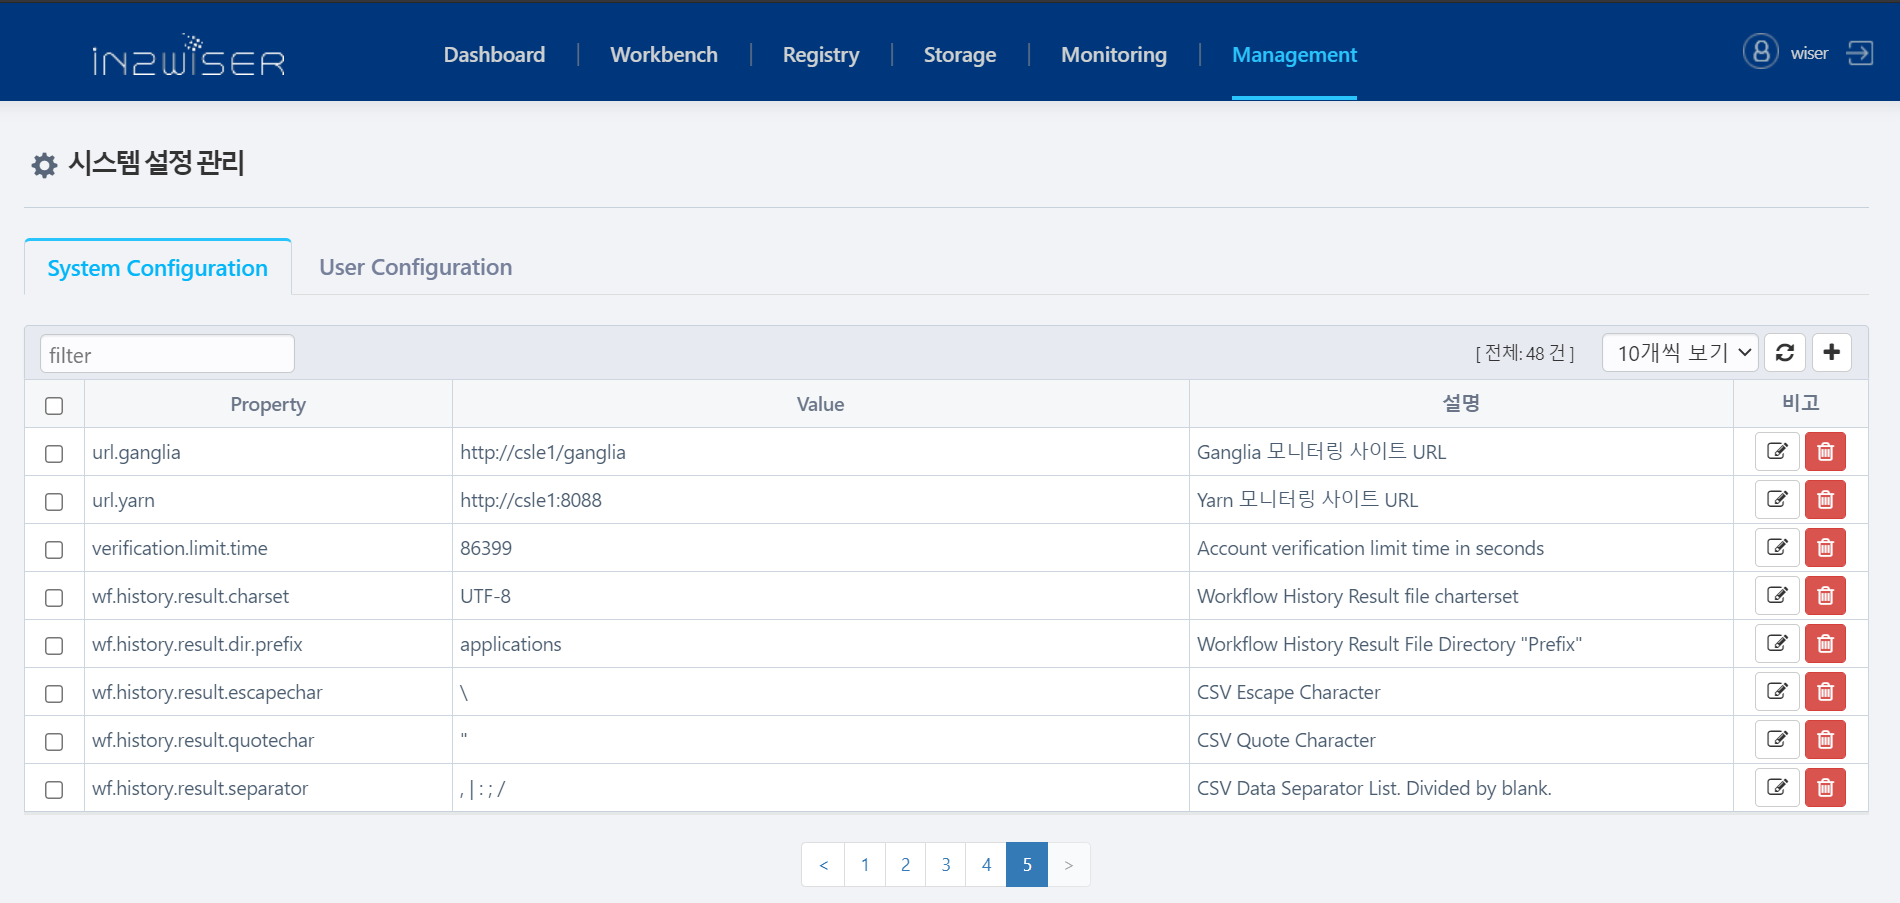 in2wiser
Dashboard | Workbench | Registry | Storage | Monitoring | Management
wiser
시스템 설정 관리
System Configuration
User Configuration
filter
[ 전체: 48 건 ]
10개씩 보기
Property Value 설명 비고
url.ganglia http://csle1/ganglia Ganglia 모니터링 사이트 URL
url.yarn http://csle1:8088 Yarn 모니터링 사이트 URL
verification.limit.time 86399 Account verification limit time in seconds
wf.history.result.charset UTF-8 Workflow History Result file charterset
wf.history.result.dir.prefix applications Workflow History Result File Directory "Prefix"
wf.history.result.escapechar \ CSV Escape Character
wf.history.result.quotechar " CSV Quote Character
wf.history.result.separator , | : ; / CSV Data Separator List. Divided by blank.
< 1 2 3 4 5 >